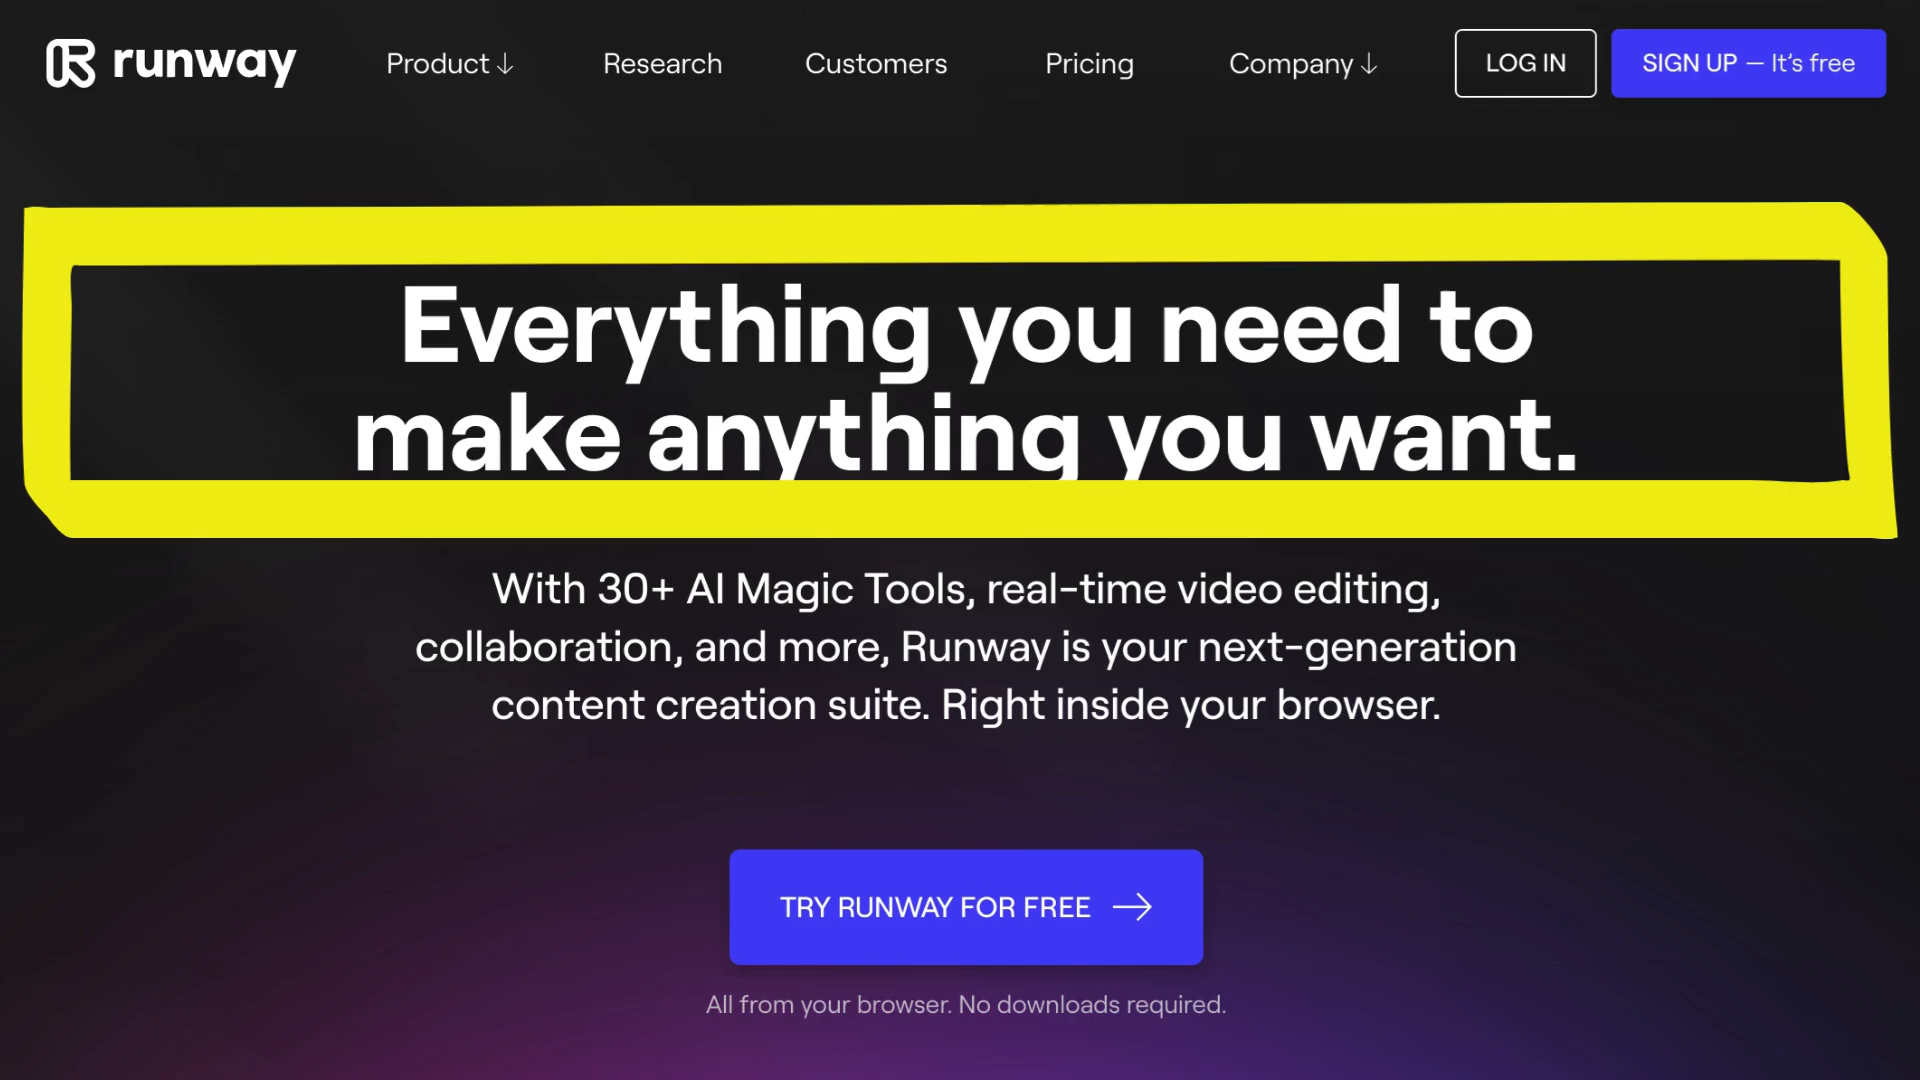 runway
Product ↓
Research
Customers
Pricing
Company ↓
LOG IN
SIGN UP — It’s free
Everything you need to
make anything you want.
With 30+ AI Magic Tools, real-time video editing,
collaboration, and more, Runway is your next-generation
content creation suite. Right inside your browser.
TRY RUNWAY FOR FREE →
All from your browser. No downloads required.